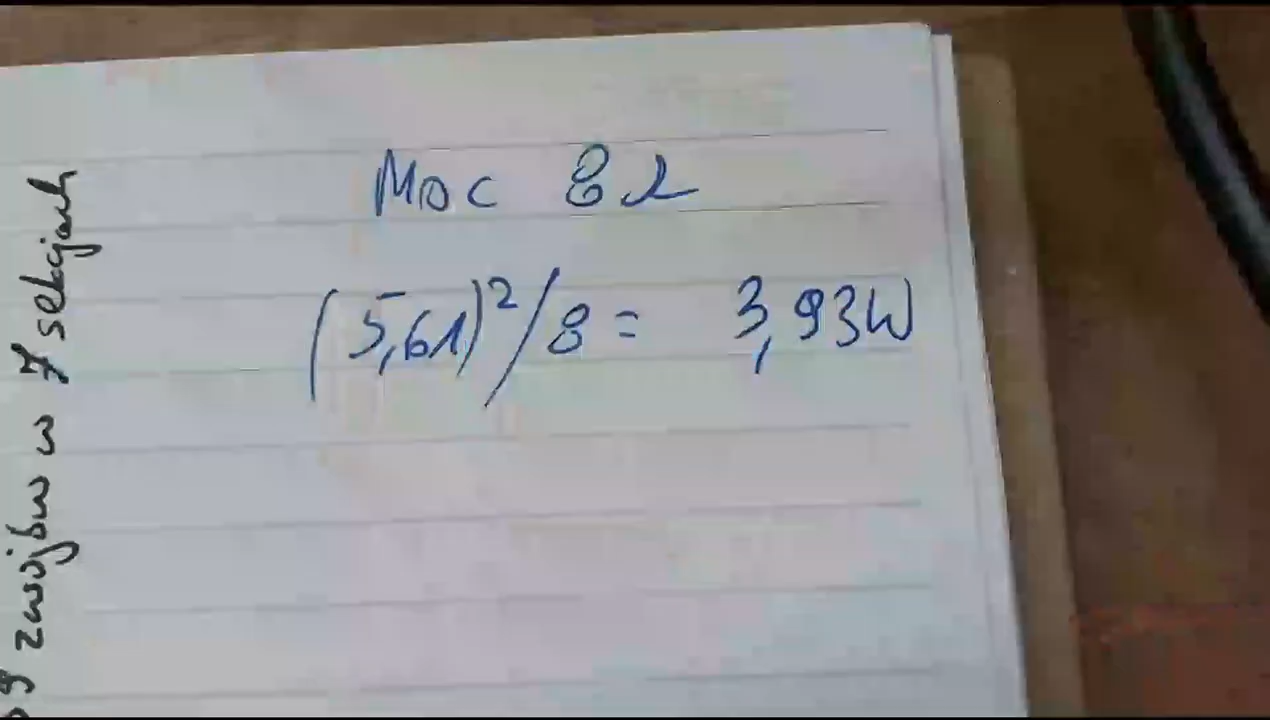 Moc 8Ω
(5,61)²/8 = 3,93W
zwojów w 7 sekcjach